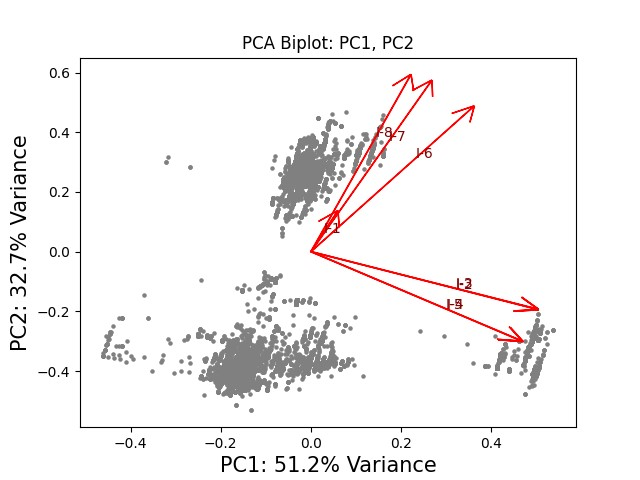 PCA Biplot: PC1, PC2
PC2: 32.7% Variance
0.6
0.4
0.2
0.0
−0.2
−0.4
I-8
I-7
I-6
I-1
−0.4
−0.2
0.0
0.2
0.4
PC1: 51.2% Variance